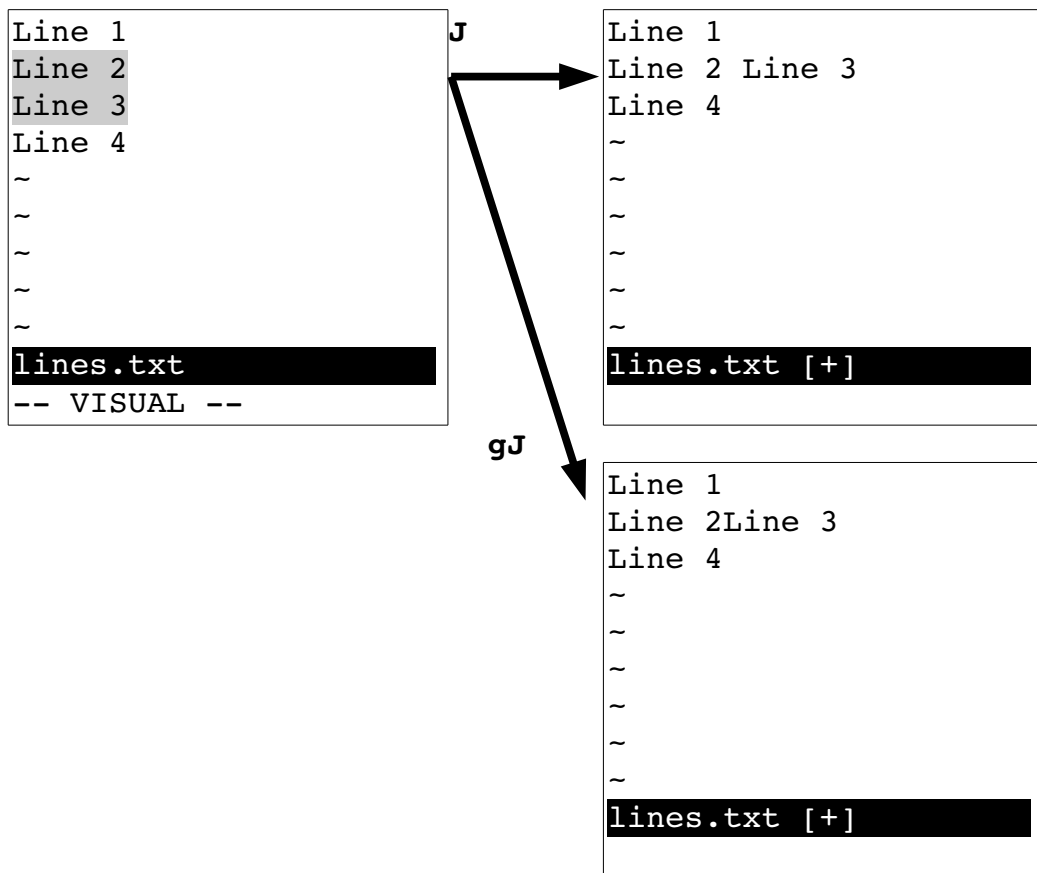 Line 1
Line 2
Line 3
Line 4
~
~
~
~
~
lines.txt
-- VISUAL --
J
Line 1
Line 2 Line 3
Line 4
~
~
~
~
~
~
lines.txt [+]
gJ
Line 1
Line 2Line 3
Line 4
~
~
~
~
~
~
lines.txt [+]